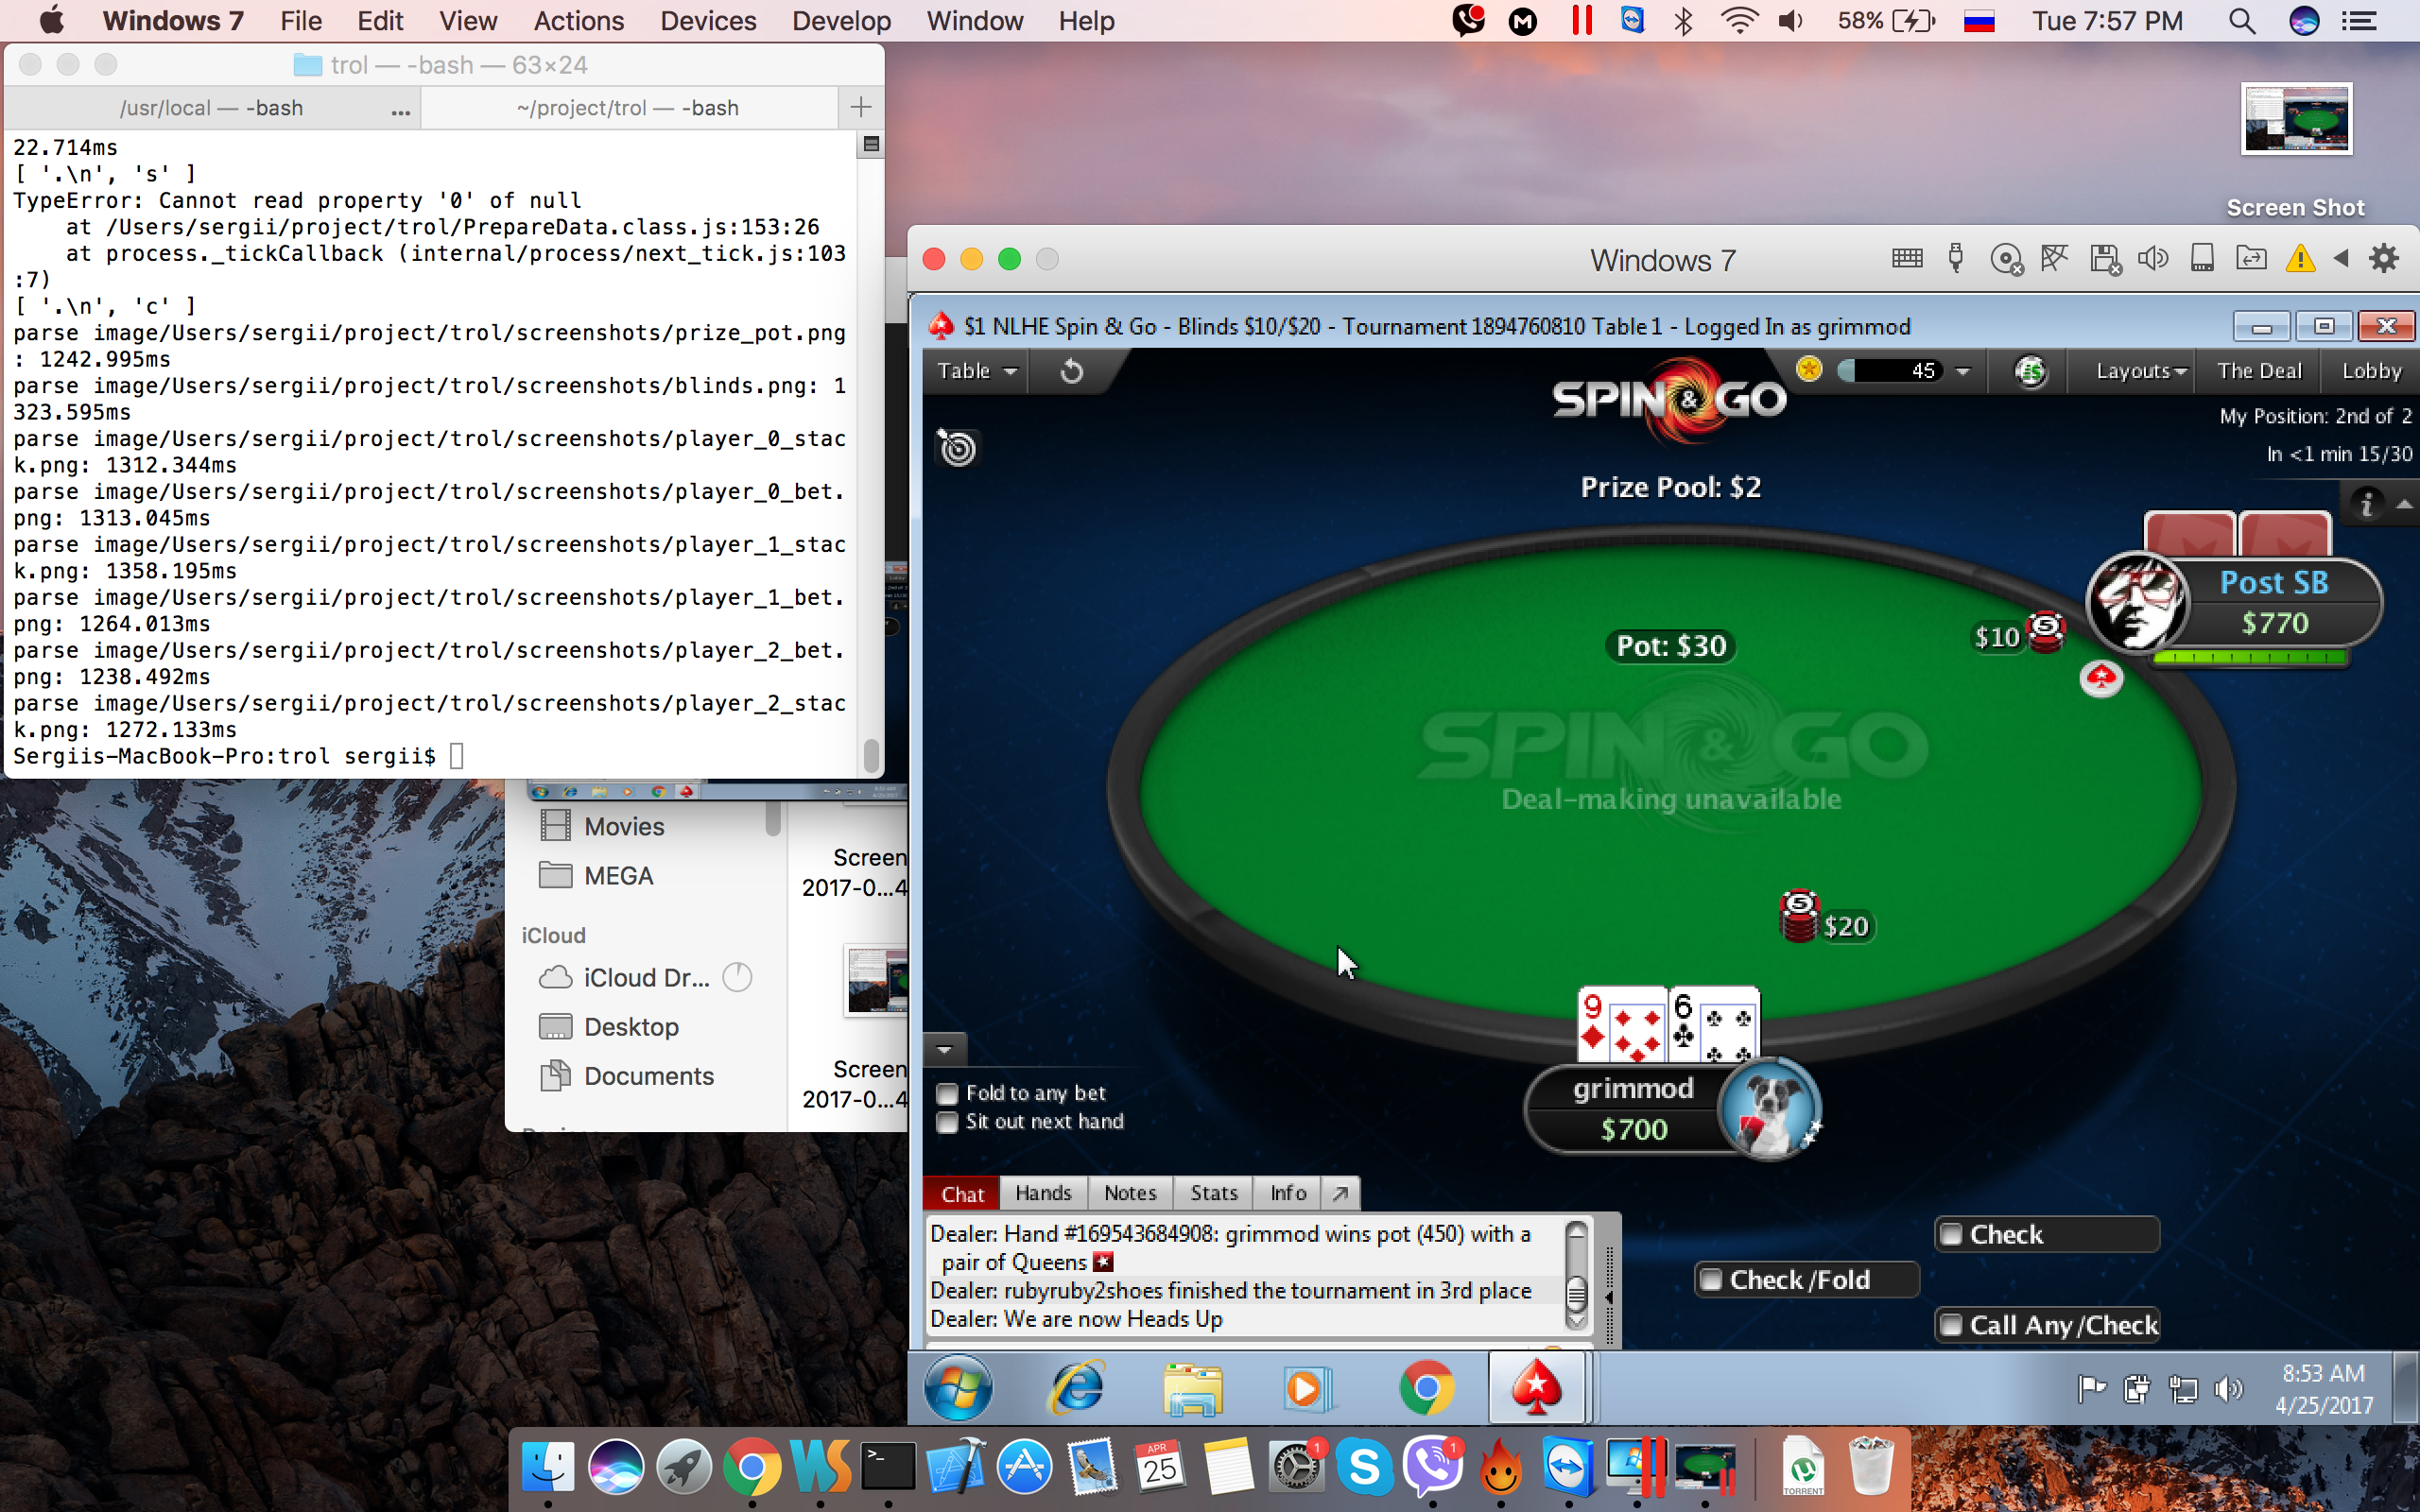 Windows 7 File Edit View Actions Devices Develop Window Help
58% Tue 7:57 PM
trol — -bash — 63×24
/usr/local — -bash ...
~/project/trol — -bash
22.714ms
[ '.\n', 's' ]
TypeError: Cannot read property '0' of null
at /Users/sergii/project/trol/PrepareData.class.js:153:26
at process._tickCallback (internal/process/next_tick.js:103
:7)
[ '.\n', 'c' ]
parse image/Users/sergii/project/trol/screenshots/prize_pot.png
: 1242.995ms
parse image/Users/sergii/project/trol/screenshots/blinds.png: 1
323.595ms
parse image/Users/sergii/project/trol/screenshots/player_0_stac
k.png: 1312.344ms
parse image/Users/sergii/project/trol/screenshots/player_0_bet.
png: 1313.045ms
parse image/Users/sergii/project/trol/screenshots/player_1_stac
k.png: 1358.195ms
parse image/Users/sergii/project/trol/screenshots/player_1_bet.
png: 1264.013ms
parse image/Users/sergii/project/trol/screenshots/player_2_bet.
png: 1238.492ms
parse image/Users/sergii/project/trol/screenshots/player_2_stac
k.png: 1272.133ms
Sergiis-MacBook-Pro:trol sergii$
Screen Shot
Movies
MEGA
iCloud
iCloud Dr...
Desktop
Documents
Screen
2017-0...4
Screen
2017-0...4
Windows 7
$1 NLHE Spin & Go - Blinds $10/$20 - Tournament 1894760810 Table 1 - Logged In as grimmod
Table
SPIN & GO
45
Layouts
The Deal
Lobby
My Position: 2nd of 2
In <1 min 15/30
Prize Pool: $2
Post SB
$770
$10
5
Pot: $30
SPIN & GO
Deal-making unavailable
5
$20
9
6
grimmod
$700
Fold to any bet
Sit out next hand
Chat Hands Notes Stats Info
Dealer: Hand #169543684908: grimmod wins pot (450) with a
pair of Queens
Dealer: rubyruby2shoes finished the tournament in 3rd place
Dealer: We are now Heads Up
Check
Check/Fold
Call Any/Check
8:53 AM
4/25/2017
WS
APR
25
1
1
TORRENT